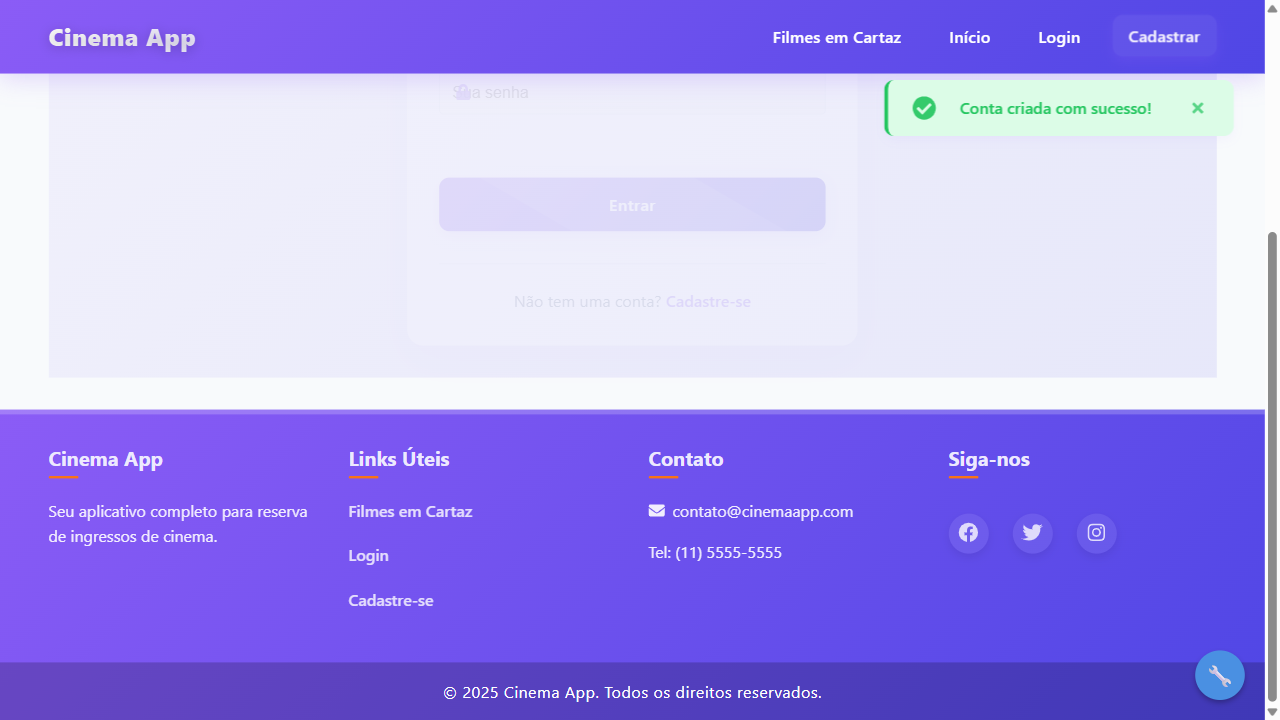 Cinema App
Filmes em Cartaz
Início
Login
Cadastrar
Sua senha
Conta criada com sucesso!
Entrar
Não tem uma conta? Cadastre-se
Cinema App
Seu aplicativo completo para reserva
de ingressos de cinema.
Links Úteis
Filmes em Cartaz
Login
Cadastre-se
Contato
contato@cinemaapp.com
Tel: (11) 5555-5555
Siga-nos
© 2025 Cinema App. Todos os direitos reservados.